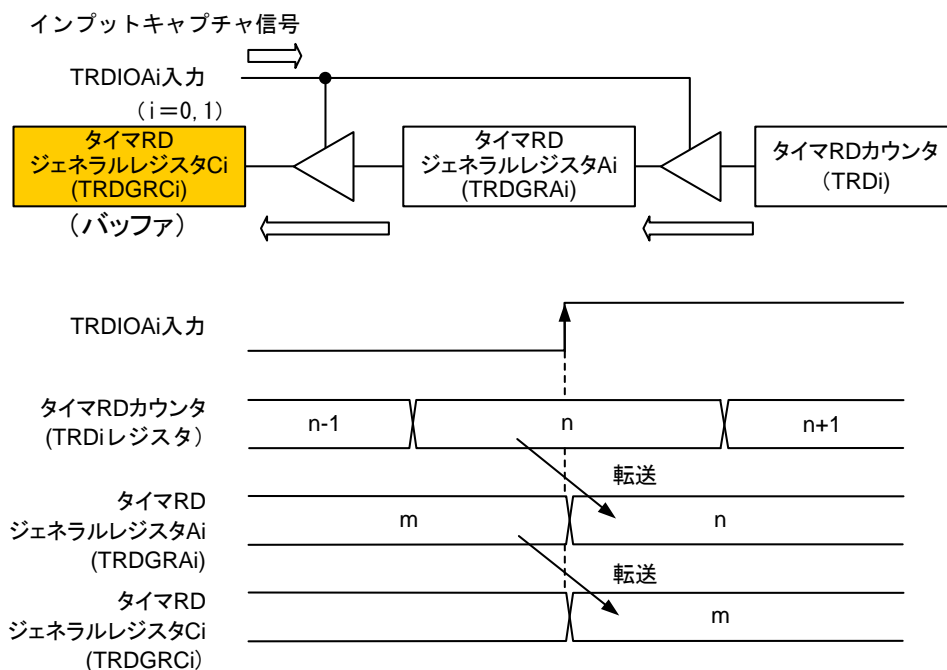 インプットキャプチャ信号
TRDIOAi入力
(i=0,1)
タイマRD
ジェネラルレジスタCi
(TRDGRCi)
(バッファ)
タイマRD
ジェネラルレジスタAi
(TRDGRAi)
タイマRDカウンタ
(TRDi)
TRDIOAi入力
タイマRDカウンタ
(TRDiレジスタ)
n-1
n
n+1
転送
タイマRD
ジェネラルレジスタAi
(TRDGRAi)
m
n
転送
タイマRD
ジェネラルレジスタCi
(TRDGRCi)
m